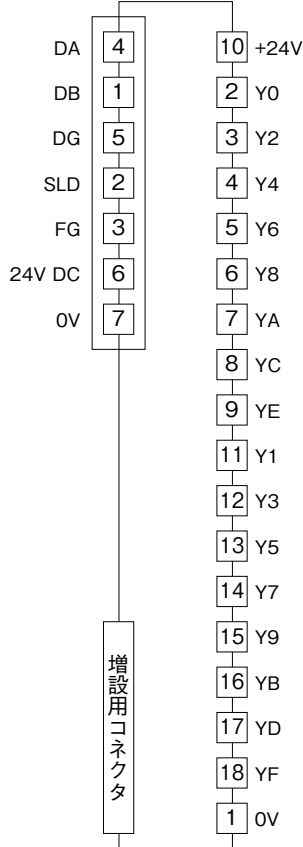 DA 4
DB 1
DG 5
SLD 2
FG 3
24V DC 6
0V 7
増設用コネクタ
10 +24V
2 Y0
3 Y2
4 Y4
5 Y6
6 Y8
7 YA
8 YC
9 YE
11 Y1
12 Y3
13 Y5
14 Y7
15 Y9
16 YB
17 YD
18 YF
1 0V